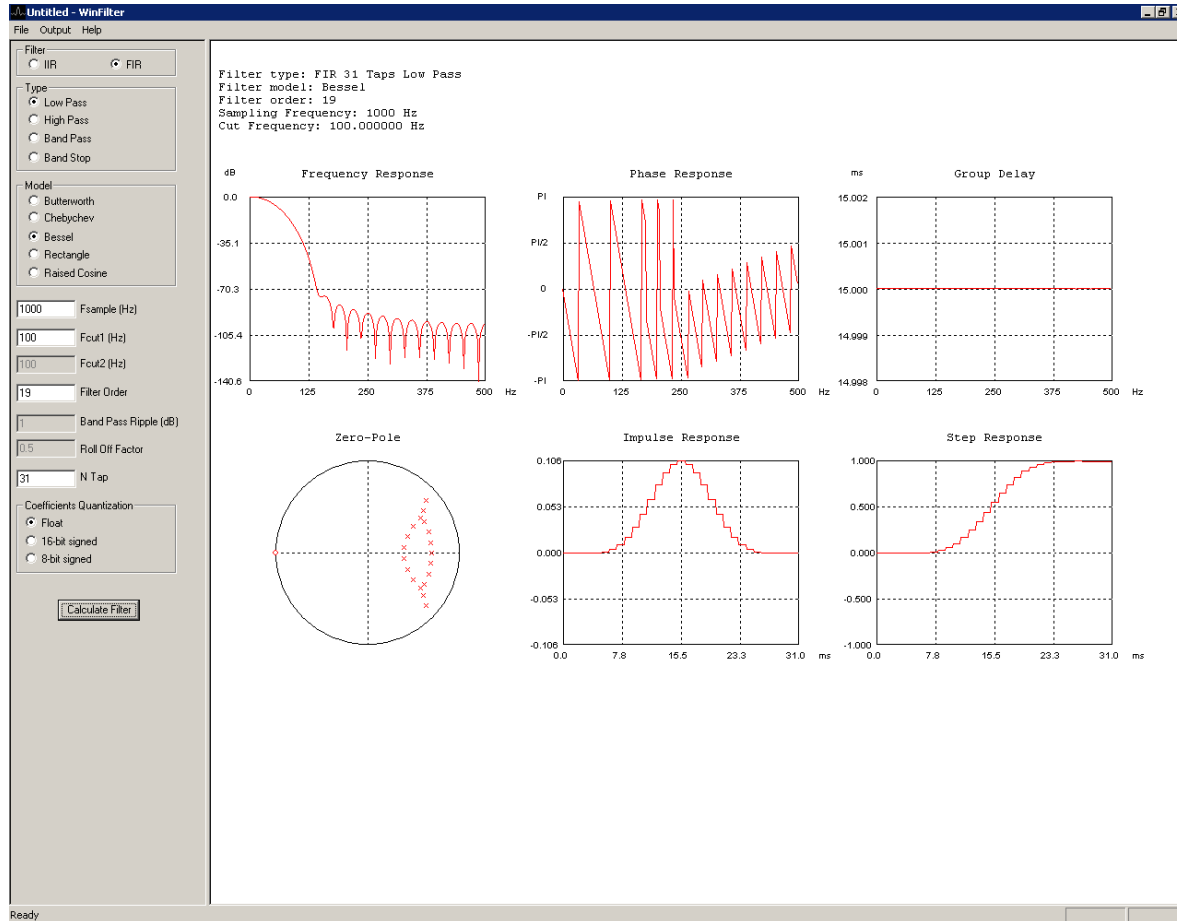 Untitled - WinFilter
File Output Help
Filter
IIR FIR
Type
Low Pass
High Pass
Band Pass
Band Stop
Model
Butterworth
Chebychev
Bessel
Rectangle
Raised Cosine
1000 Fsample (Hz)
100 Fcut1 (Hz)
100 Fcut2 (Hz)
19 Filter Order
1 Band Pass Ripple (dB)
0.5 Roll Off Factor
31 N Tap
Coefficients Quantization
Float
16-bit signed
8-bit signed
Calculate Filter
Filter type: FIR 31 Taps Low Pass
Filter model: Bessel
Filter order: 19
Sampling Frequency: 1000 Hz
Cut Frequency: 100.000000 Hz
dB Frequency Response
0.0
-35.1
-70.3
-105.4
-140.6
0 125 250 375 500 Hz
Phase Response
PI
PI/2
0
-PI/2
-PI
0 125 250 375 500 Hz
ms Group Delay
15.002
15.001
15.000
14.999
14.998
0 125 250 375 500 Hz
Zero-Pole
Impulse Response
0.106
0.053
0.000
-0.053
-0.106
0.0 7.8 15.5 23.3 31.0 ms
Step Response
1.000
0.500
0.000
-0.500
-1.000
0.0 7.8 15.5 23.3 31.0 ms
Ready